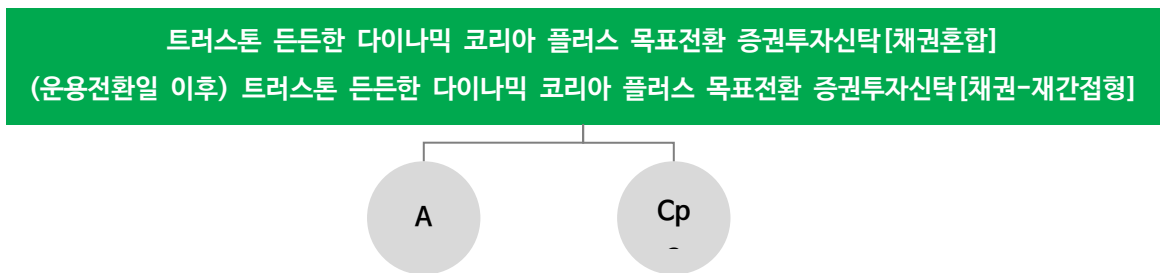 트러스톤 든든한 다이나믹 코리아 플러스 목표전환 증권투자신탁[채권혼합]
(운용전환일 이후) 트러스톤 든든한 다이나믹 코리아 플러스 목표전환 증권투자신탁[채권-재간접형]
A
Cp